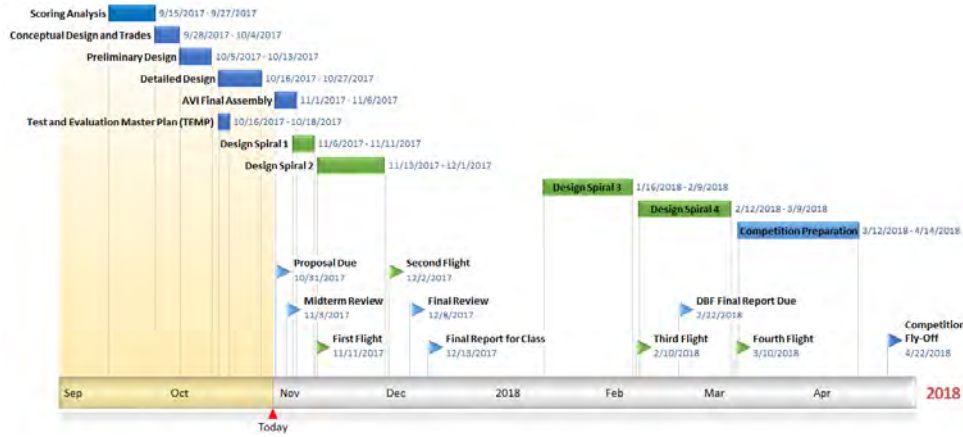 Scoring Analysis 9/15/2017 - 9/27/2017
Conceptual Design and Trades 9/28/2017 - 10/4/2017
Preliminary Design 10/5/2017 - 10/13/2017
Detailed Design 10/16/2017 - 10/27/2017
AVI Final Assembly 11/1/2017 - 11/6/2017
Test and Evaluation Master Plan (TEMP) 10/16/2017 - 10/18/2017
Design Spiral 1 11/6/2017 - 11/11/2017
Design Spiral 2 11/13/2017 - 12/1/2017
Design Spiral 3 1/16/2018 - 2/9/2018
Design Spiral 4 2/12/2018 - 3/9/2018
Competition Preparation 3/12/2018 - 4/14/2018
Proposal Due
10/31/2017
Second Flight
12/2/2017
Midterm Review
11/3/2017
Final Review
12/8/2017
DBF Final Report Due
2/22/2018
First Flight
11/11/2017
Final Report for Class
12/13/2017
Third Flight
2/10/2018
Fourth Flight
3/10/2018
Competition
Fly-Off
4/22/2018
Sep Oct Nov Dec 2018 Feb Mar Apr 2018
Today